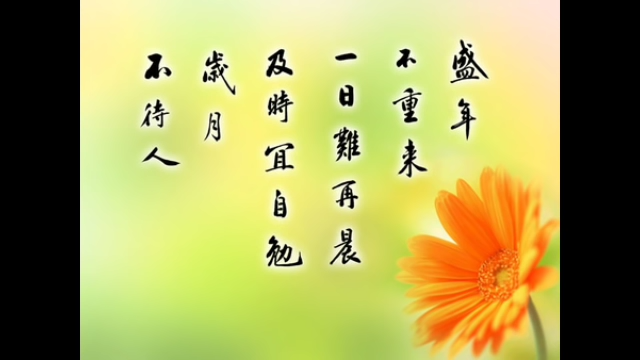 盛年
不重来
一日難再晨
及時宜自勉
歲月
不待人